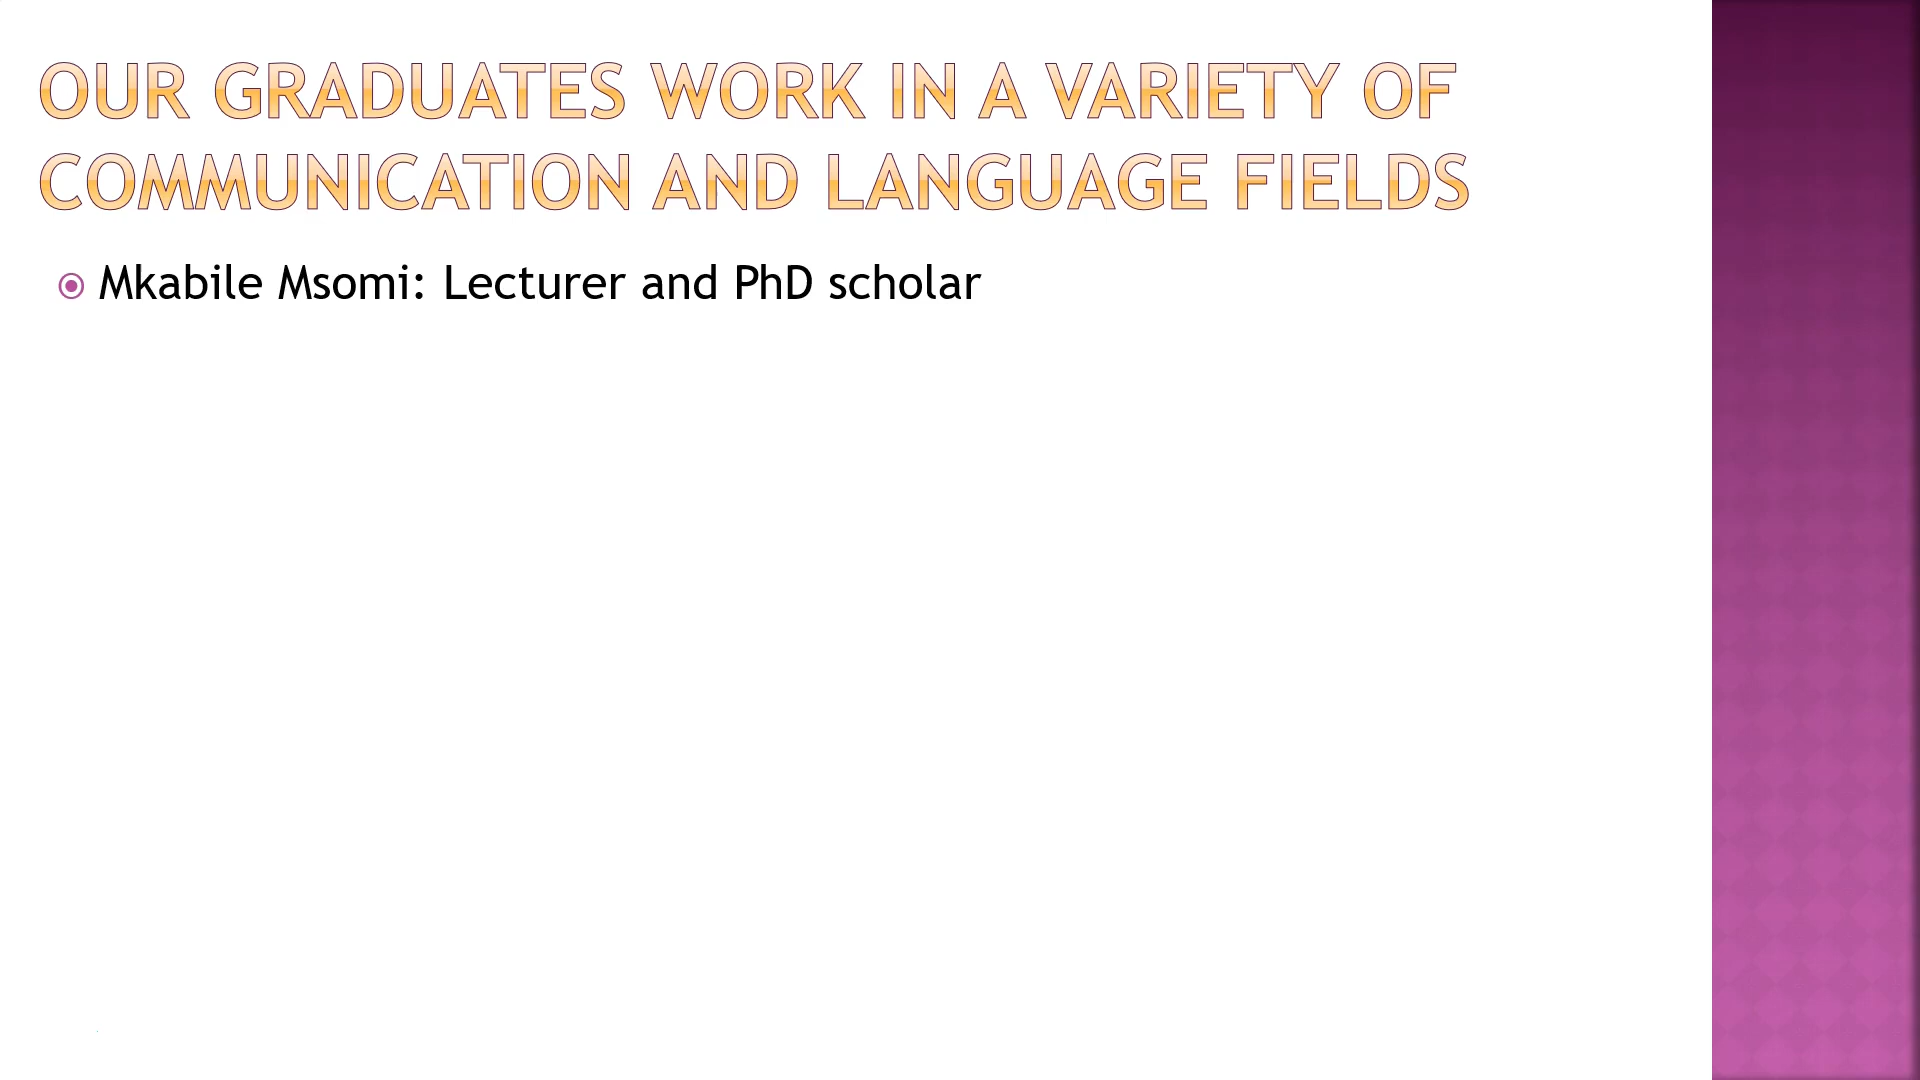 OUR GRADUATES WORK IN A VARIETY OF
COMMUNICATION AND LANGUAGE FIELDS
Mkabile Msomi: Lecturer and PhD scholar